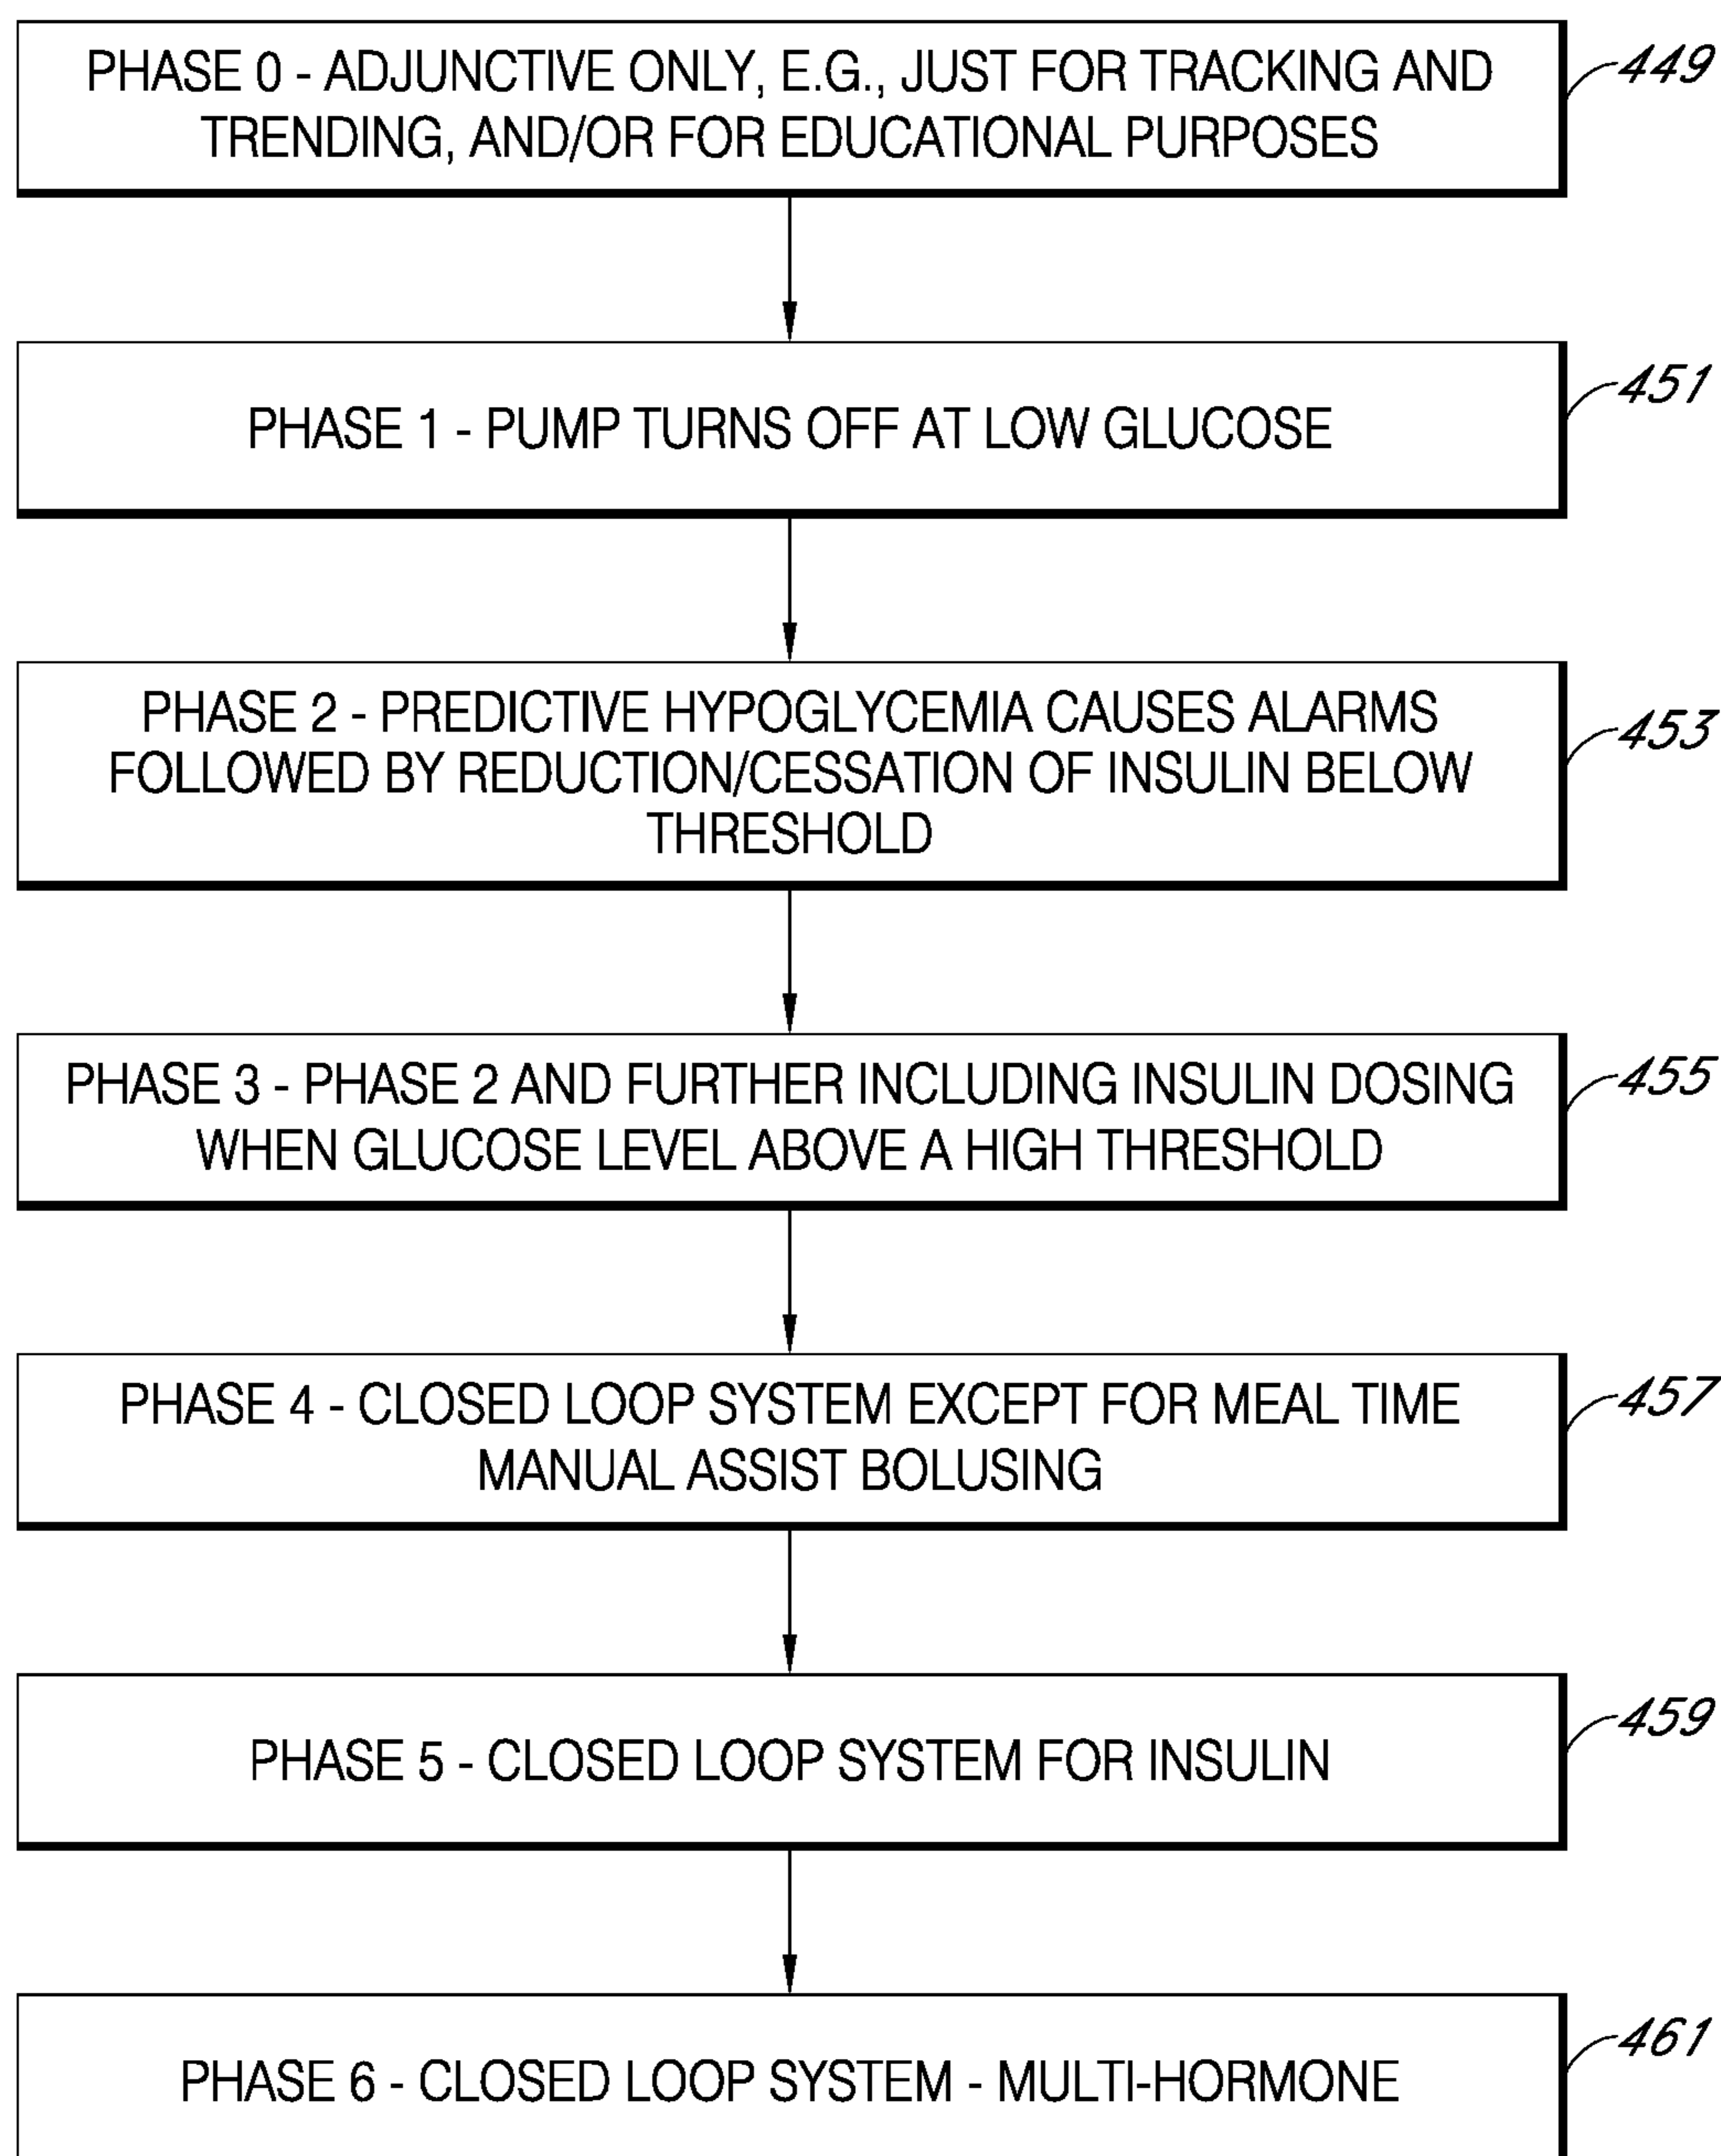 PHASE 0 - ADJUNCTIVE ONLY, E.G., JUST FOR TRACKING AND
TRENDING, AND/OR FOR EDUCATIONAL PURPOSES
449
PHASE 1 - PUMP TURNS OFF AT LOW GLUCOSE
451
PHASE 2 - PREDICTIVE HYPOGLYCEMIA CAUSES ALARMS
FOLLOWED BY REDUCTION/CESSATION OF INSULIN BELOW
THRESHOLD
453
PHASE 3 - PHASE 2 AND FURTHER INCLUDING INSULIN DOSING
WHEN GLUCOSE LEVEL ABOVE A HIGH THRESHOLD
455
PHASE 4 - CLOSED LOOP SYSTEM EXCEPT FOR MEAL TIME
MANUAL ASSIST BOLUSING
457
PHASE 5 - CLOSED LOOP SYSTEM FOR INSULIN
459
PHASE 6 - CLOSED LOOP SYSTEM - MULTI-HORMONE
461